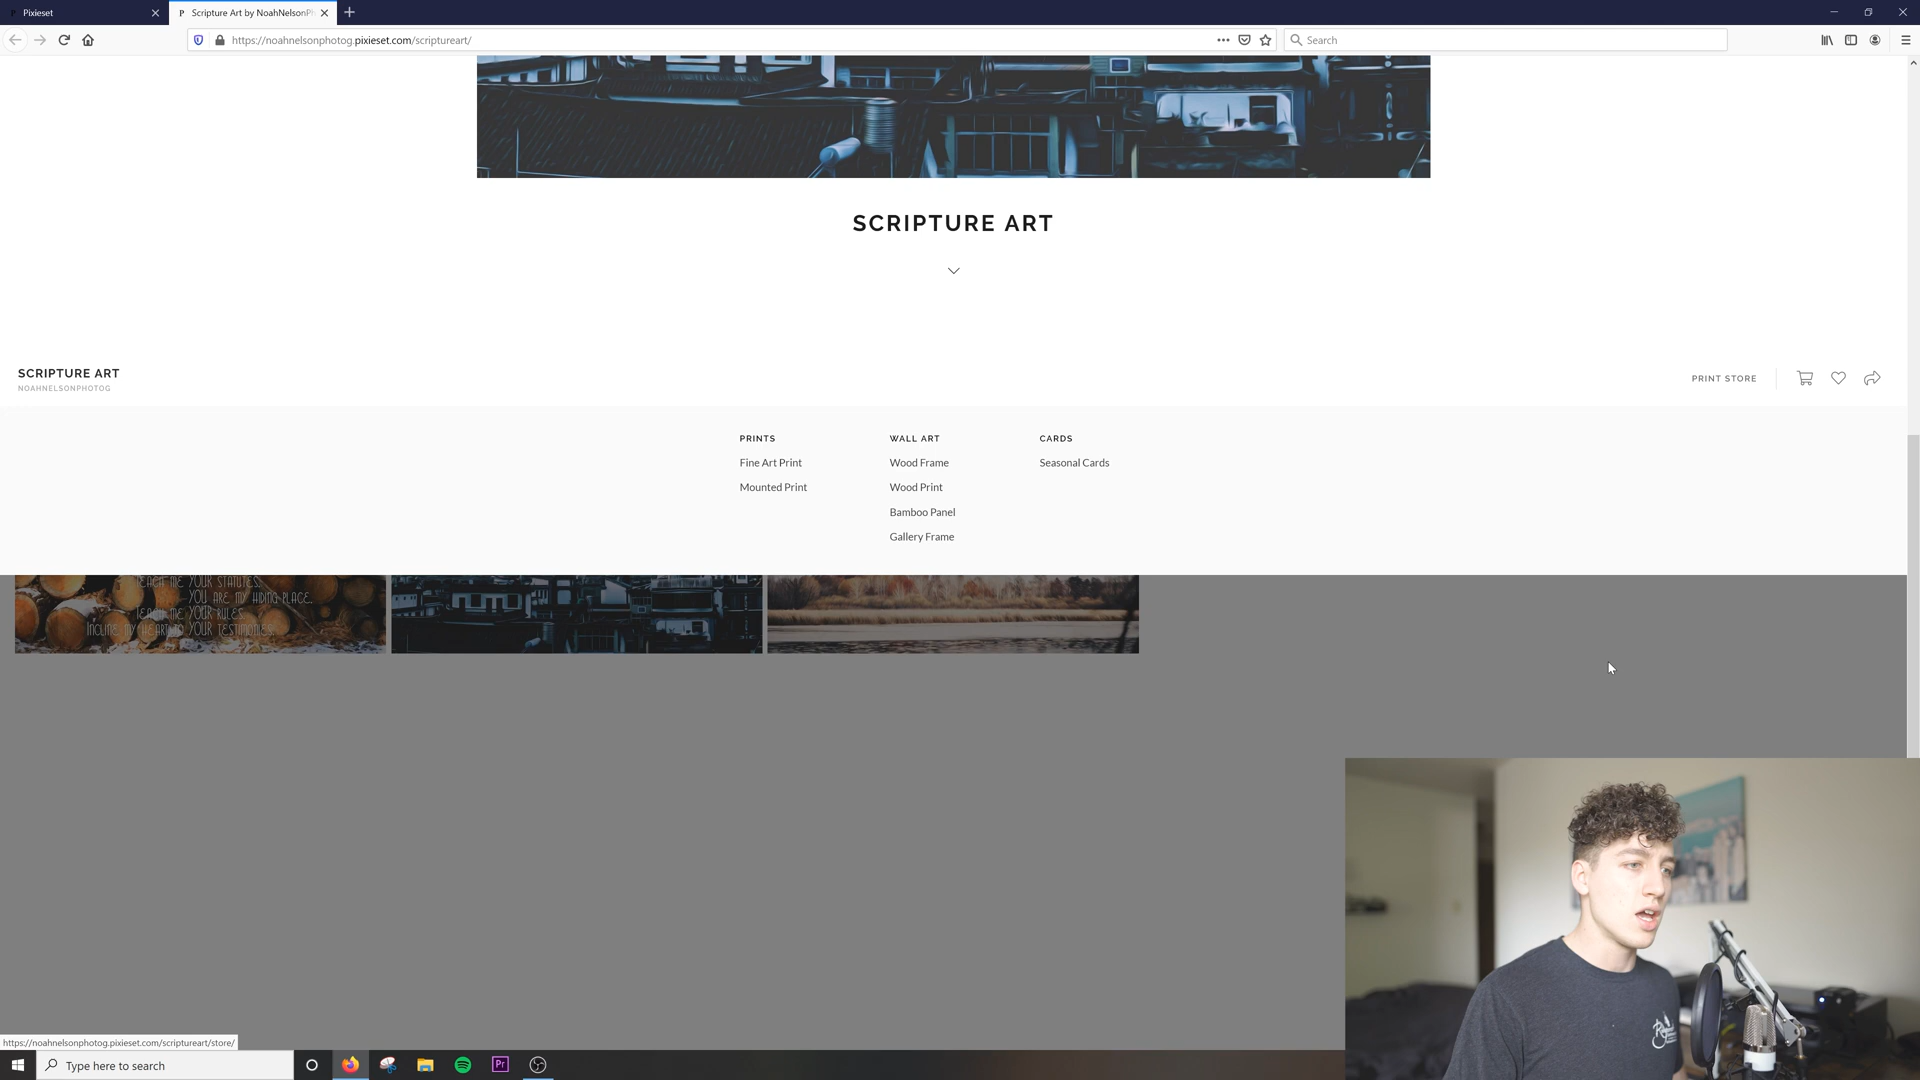 Pixieset
Scripture Art by NoahNelsonPh
https://noahnelsonphotog.pixieset.com/scriptureart/
Search
SCRIPTURE ART
SCRIPTURE ART
NOAHNELSONPHOTOG
PRINT STORE
PRINTS
Fine Art Print
Mounted Print
WALL ART
Wood Frame
Wood Print
Bamboo Panel
Gallery Frame
CARDS
Seasonal Cards
TEACH ME YOUR STATUTES.
YOU ARE MY HIDING PLACE.
TEACH ME YOUR RULES.
INCLINE MY HEART TO YOUR TESTIMONIES.
https://noahnelsonphotog.pixieset.com/scriptureart/store/
Type here to search
Pr